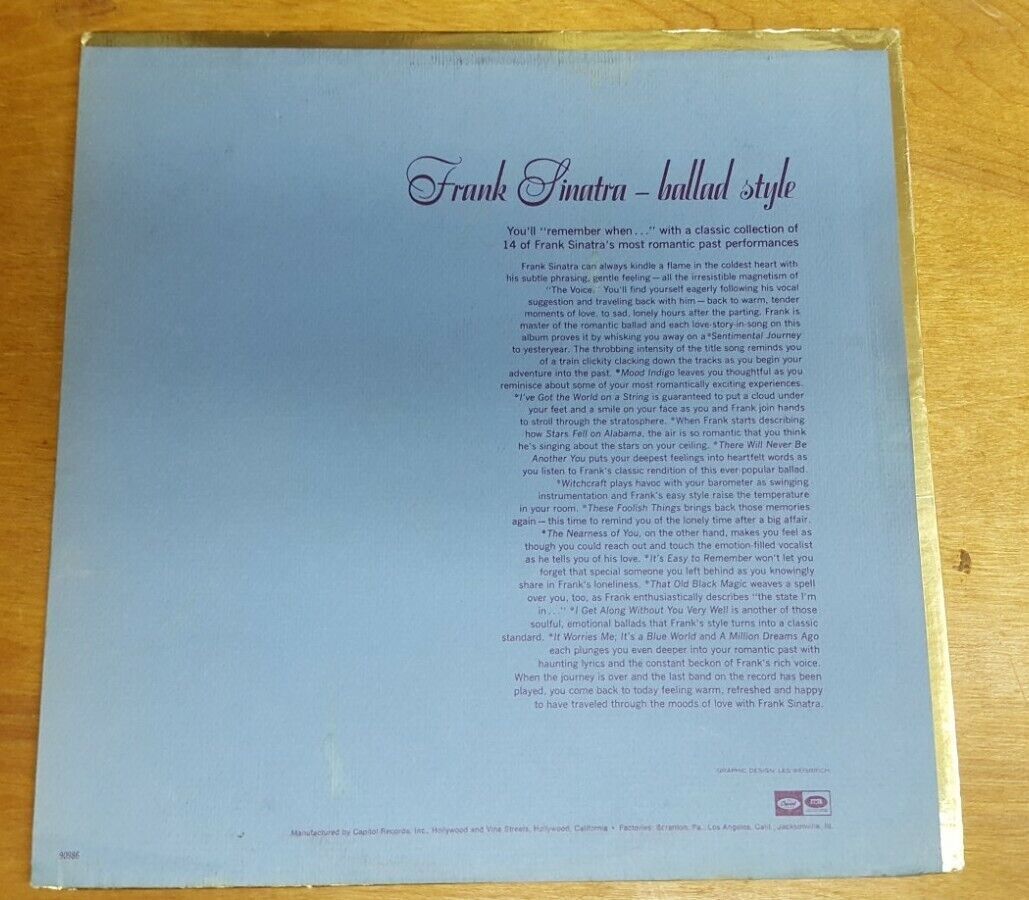 Frank Sinatra – ballad style
You'll "remember when..." with a classic collection of
14 of Frank Sinatra's most romantic past performances
Frank Sinatra can always kindle a flame in the coldest heart with
his subtle phrasing, gentle feeling—all the irresistible magnetism of
"The Voice." You'll find yourself eagerly following his vocal
suggestion and traveling back with him—back to warm, tender
moments of love, to sad, lonely hours after the parting. Frank is
master of the romantic ballad and each love-story-in-song on this
album proves it by whisking you away on a *Sentimental Journey
to yesteryear. The throbbing intensity of the title song reminds you
of a train clickity clacking down the tracks as you begin your
adventure into the past. *Mood Indigo leaves you thoughtful as you
reminisce about some of your most romantically exciting experiences.
*I've Got the World on a String is guaranteed to put a cloud under
your feet and a smile on your face as you and Frank join hands
to stroll through the stratosphere. *When Frank starts describing
how Stars Fell on Alabama, the air is so romantic that you think
he's singing about the stars on your ceiling. *There Will Never Be
Another You puts your deepest feelings into heartfelt words as
you listen to Frank's classic rendition of this ever-popular ballad.
*Witchcraft plays havoc with your barometer as swinging
instrumentation and Frank's easy style raise the temperature
in your room. *These Foolish Things brings back those memories
again—this time to remind you of the lonely time after a big affair.
*The Nearness of You, on the other hand, makes you feel as
though you could reach out and touch the emotion-filled vocalist
as he tells you of his love. *It's Easy to Remember won't let you
forget that special someone you left behind as you knowingly
share in Frank's loneliness. *That Old Black Magic weaves a spell
over you, too, as Frank enthusiastically describes "the state I'm
in..." *I Get Along Without You Very Well is another of those
soulful, emotional ballads that Frank's style turns into a classic
standard. *It Worries Me; It's a Blue World and A Million Dreams Ago
each plunges you even deeper into your romantic past with
haunting lyrics and the constant beckon of Frank's rich voice.
When the journey is over and the last band on the record has been
played, you come back to today feeling warm, refreshed and happy
to have traveled through the moods of love with Frank Sinatra.
GRAPHIC DESIGN: LES
Capitol
Manufactured by Capitol Records, Inc., Hollywood and Vine Streets, Hollywood, California • Factories: Scranton, Pa., Los Angeles, Calif., Jacksonville, Ill.
90986